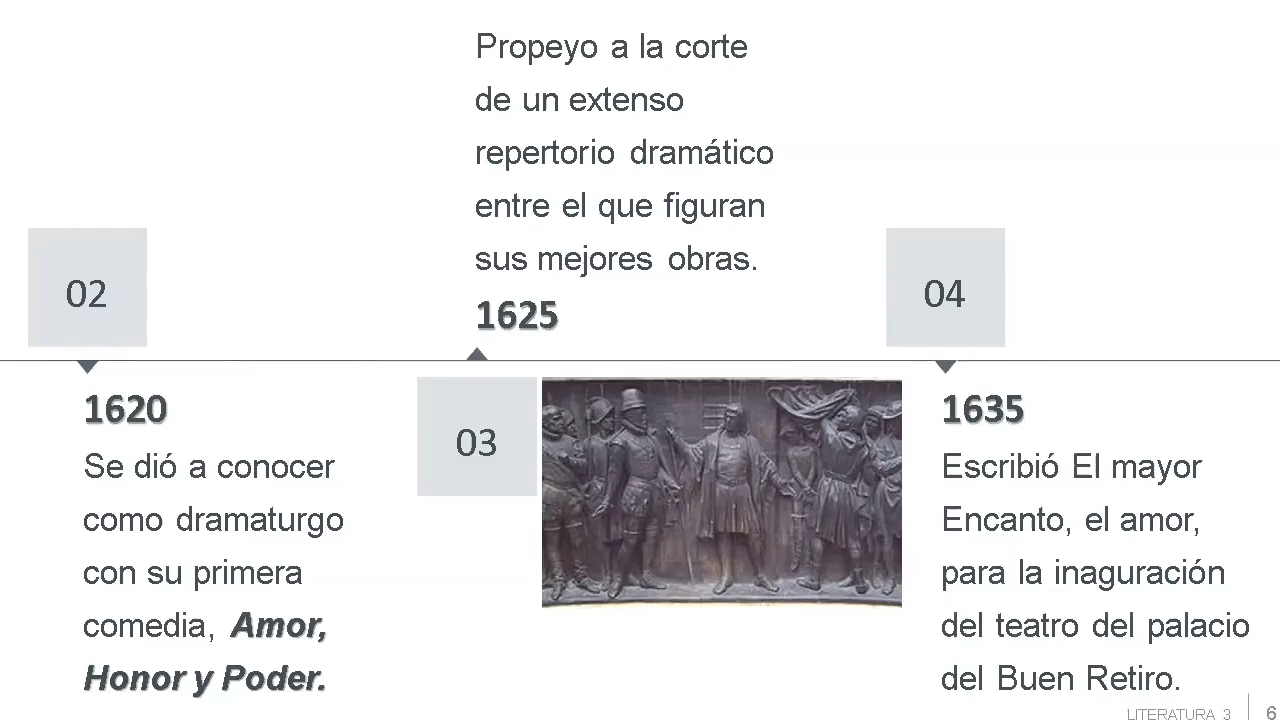 02
1620
Se dió a conocer
como dramaturgo
con su primera
comedia, Amor,
Honor y Poder.
Propeyo a la corte
de un extenso
repertorio dramático
entre el que figuran
sus mejores obras.
1625
03
04
1635
Escribió El mayor
Encanto, el amor,
para la inaguración
del teatro del palacio
del Buen Retiro.
LITERATURA 3
6